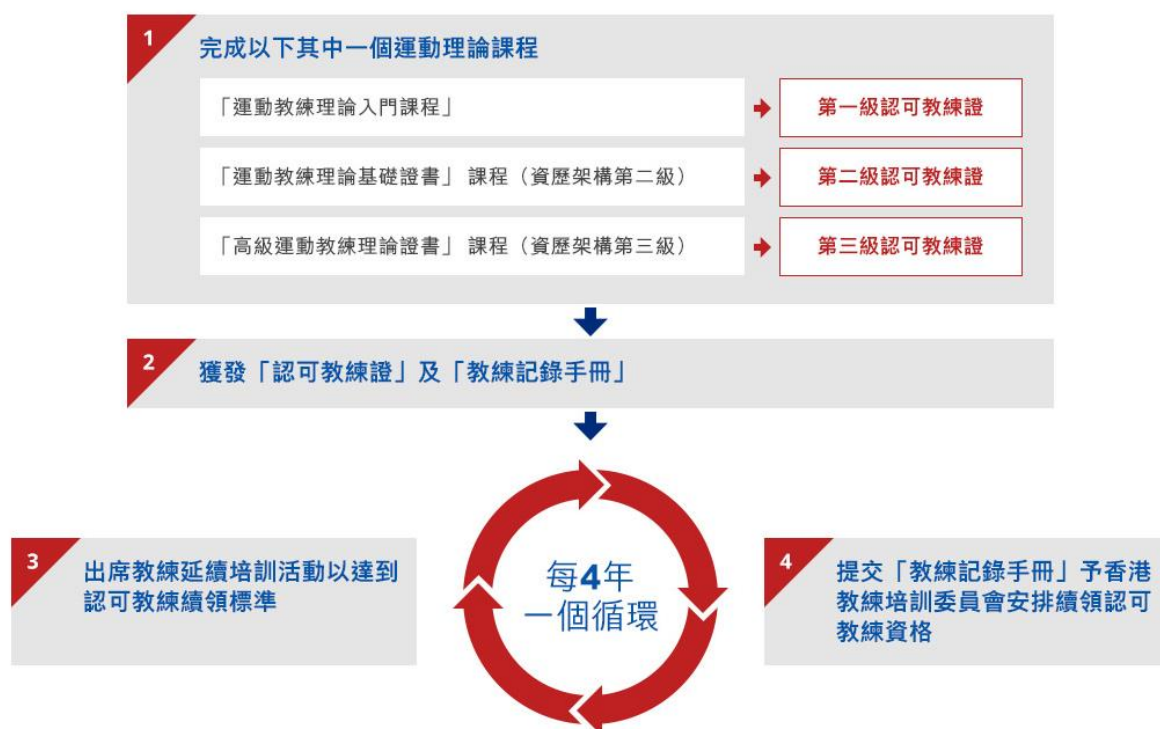 1
完成以下其中一個運動理論課程
「運動教練理論入門課程」
第一級認可教練證
「運動教練理論基礎證書」 課程（資歷架構第二級）
第二級認可教練證
「高級運動教練理論證書」 課程（資歷架構第三級）
第三級認可教練證
2
獲發「認可教練證」及「教練記錄手冊」
3
出席教練延續培訓活動以達到
認可教練續領標準
每4年
一個循環
4
提交「教練記錄手冊」予香港
教練培訓委員會安排續領認可
教練資格